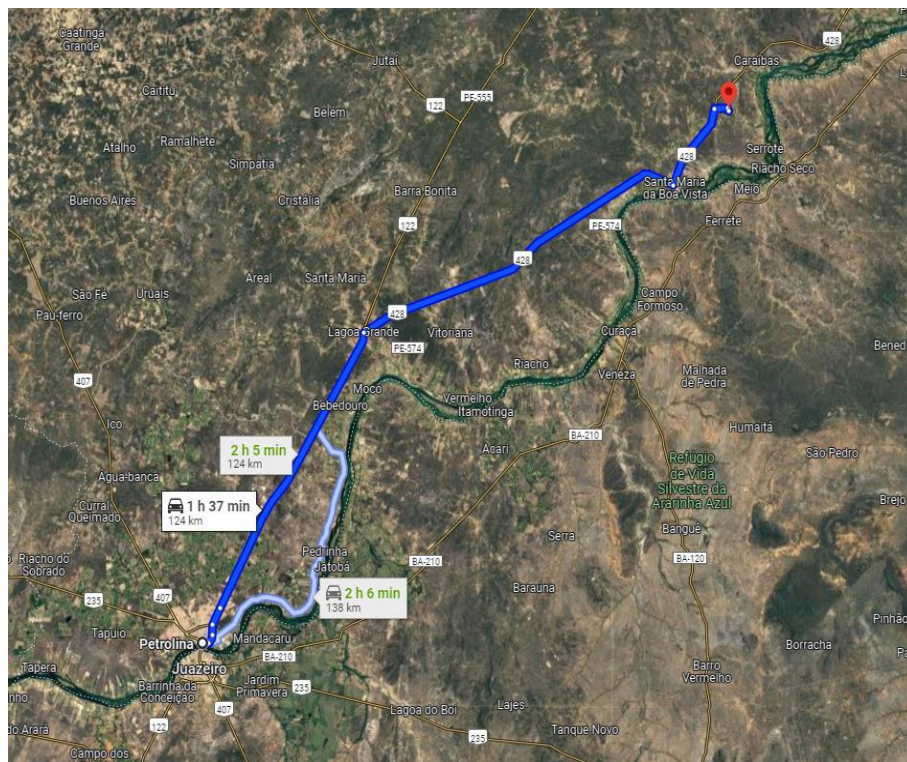 Caatinga
Grande
428
Caraíbas
Jutaí
Caititu
122
PE-555
Belem
Ramalhete
Atalho
Simpatia
428
Serrote
Riacho Seco
Santa Maria
da Boa Vista
Meio
Barra Bonita
Buenos Aires
Cristália
122
PE-574
Ferrete
428
Areal
Santa Maria
São Fé
Uruais
Pau-ferro
Campo
Formoso
428
Lagoa Grande
Vitoriana
Curaçá
PE-574
Riacho
Malhada
de Pedra
Veneza
407
Mocó
Vermelho
Itamotinga
Bebedouro
Humaitá
Ico
BA-210
Acari
2 h 5 min
124 km
São Pedro
Refúgio
de Vida
Silvestre da
Ararinha Azul
Água-banca
1 h 37 min
124 km
Curral
Queimado
Brejo
Banguê
Serra
Pedrinha
Jatobá
BA-210
BA-120
Riacho do
Sobrado
Baraúna
2 h 6 min
138 km
235
407
Tapuio
Mandacaru
Petrolina
BA-210
Borracha
Juazeiro
Tapera
Barrinha da
Conceição
Jardim
Primavera
235
Barro
Vermelho
407
Lagoa do Boi
Lajes
122
Tanque Novo
235
do Arará
Campo dos